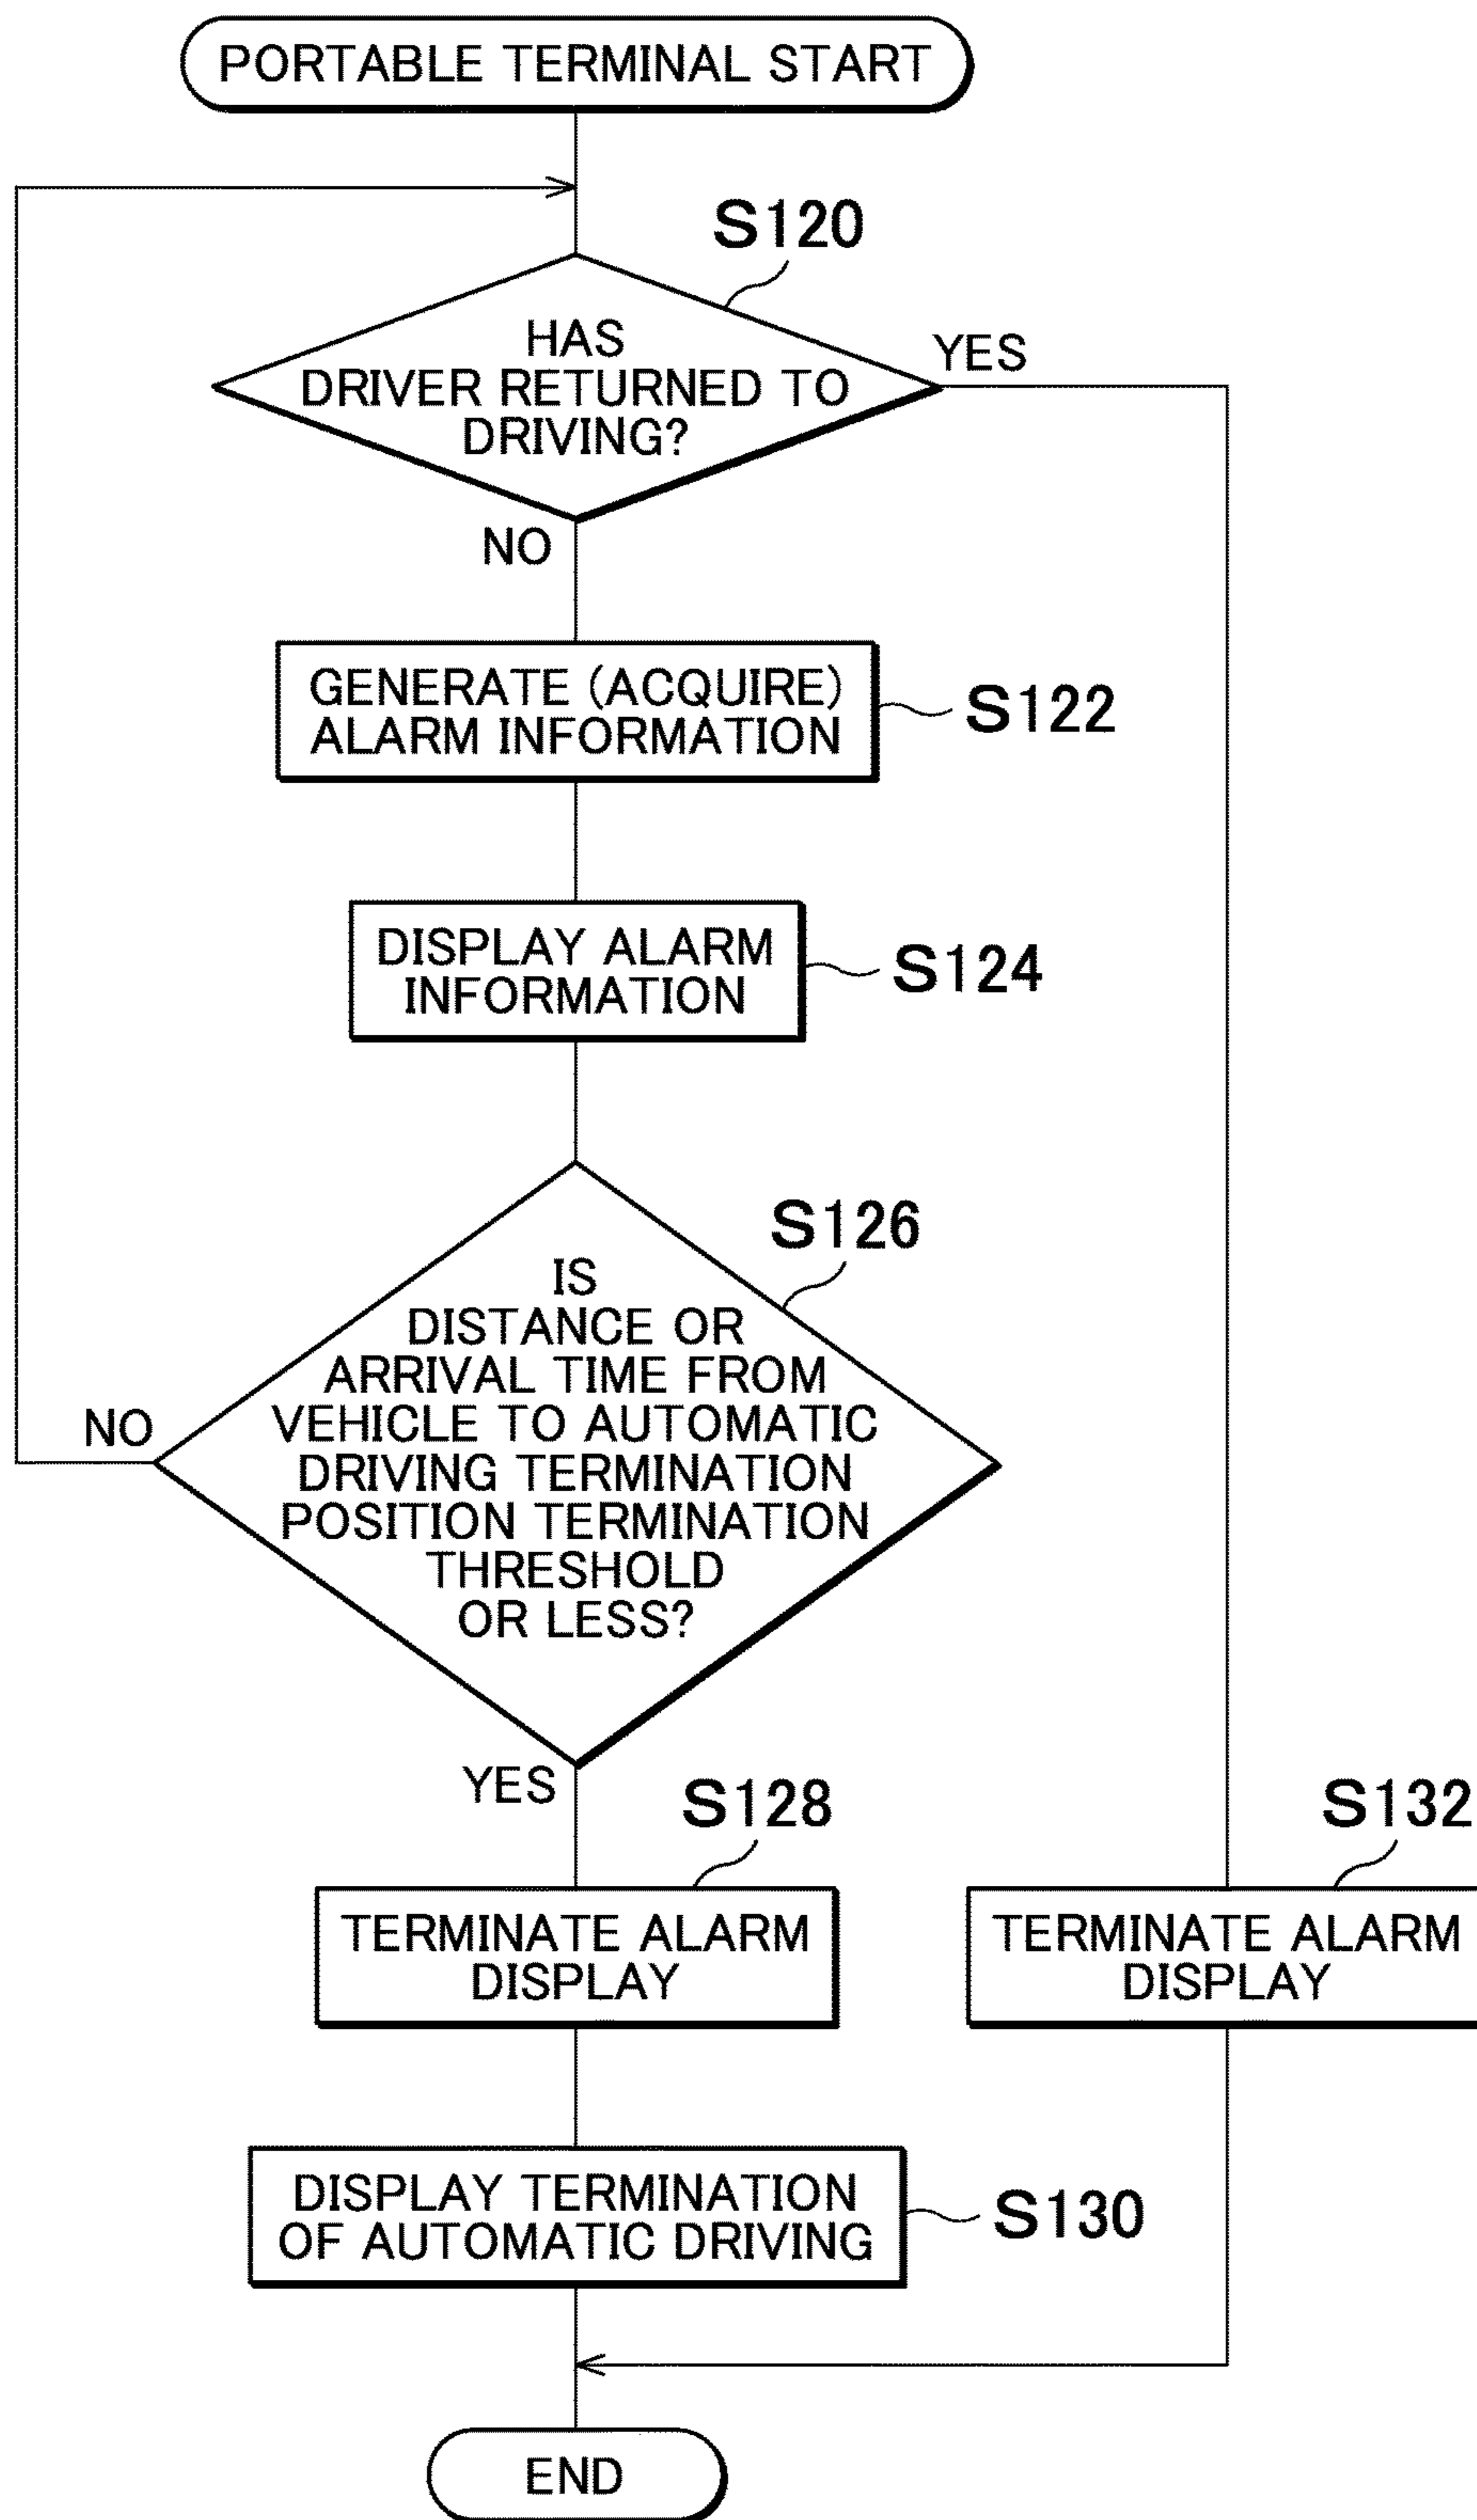 PORTABLE TERMINAL START
S120
HAS
DRIVER RETURNED TO
DRIVING?
YES
NO
GENERATE (ACQUIRE)
ALARM INFORMATION
S122
DISPLAY ALARM
INFORMATION
S124
S126
IS
DISTANCE OR
ARRIVAL TIME FROM
VEHICLE TO AUTOMATIC
DRIVING TERMINATION
POSITION TERMINATION
THRESHOLD
OR LESS?
NO
YES
S128
TERMINATE ALARM
DISPLAY
S132
TERMINATE ALARM
DISPLAY
DISPLAY TERMINATION
OF AUTOMATIC DRIVING
S130
END